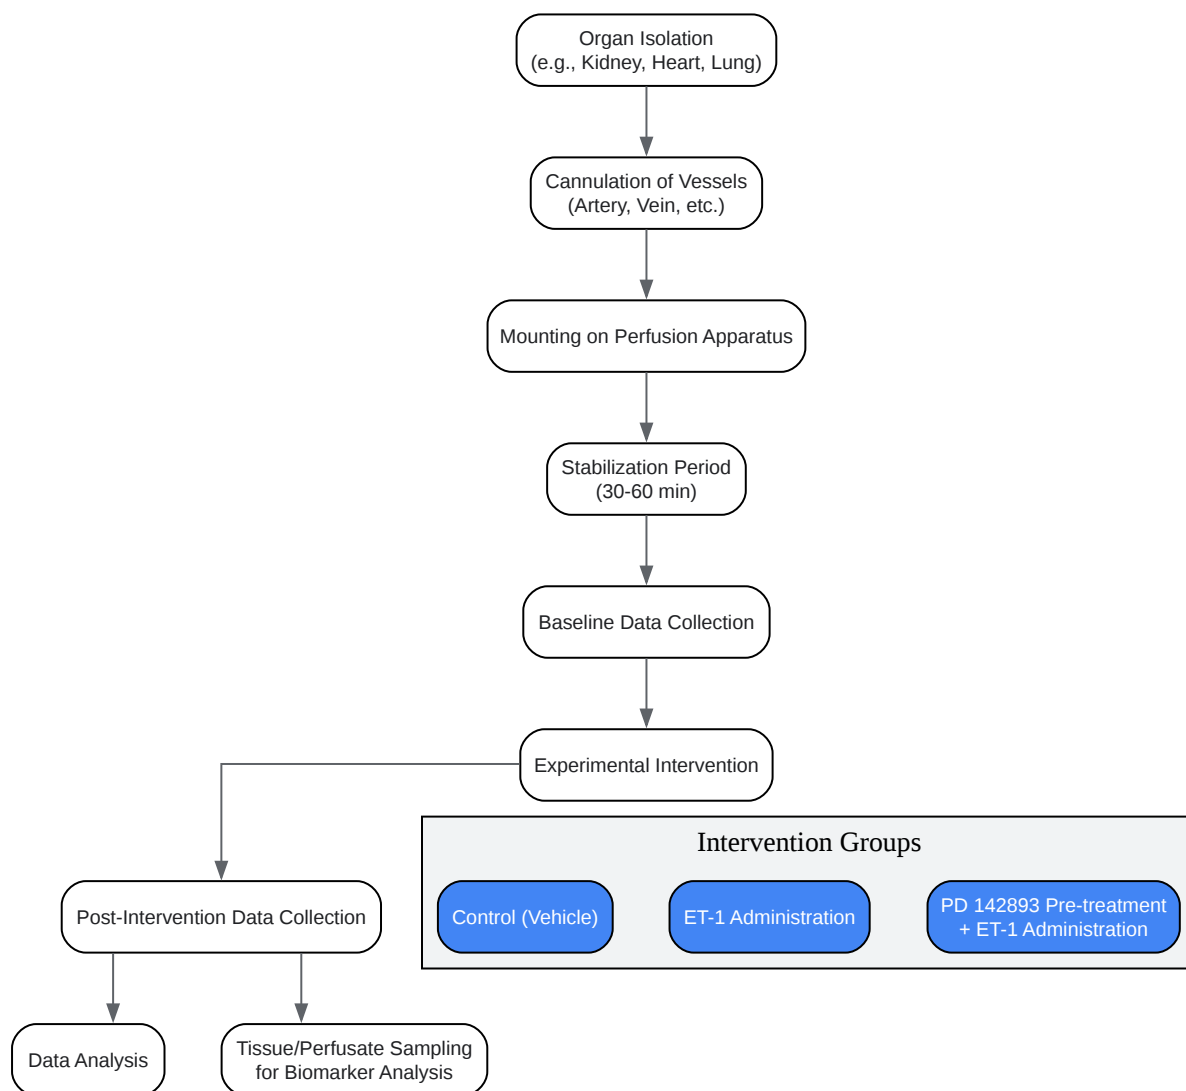 Organ Isolation
(e.g., Kidney, Heart, Lung)
Cannulation of Vessels
(Artery, Vein, etc.)
Mounting on Perfusion Apparatus
Stabilization Period
(30-60 min)
Baseline Data Collection
Experimental Intervention
Intervention Groups
Post-Intervention Data Collection
Control (Vehicle)
ET-1 Administration
PD 142893 Pre-treatment
+ ET-1 Administration
Data Analysis
Tissue/Perfusate Sampling
for Biomarker Analysis